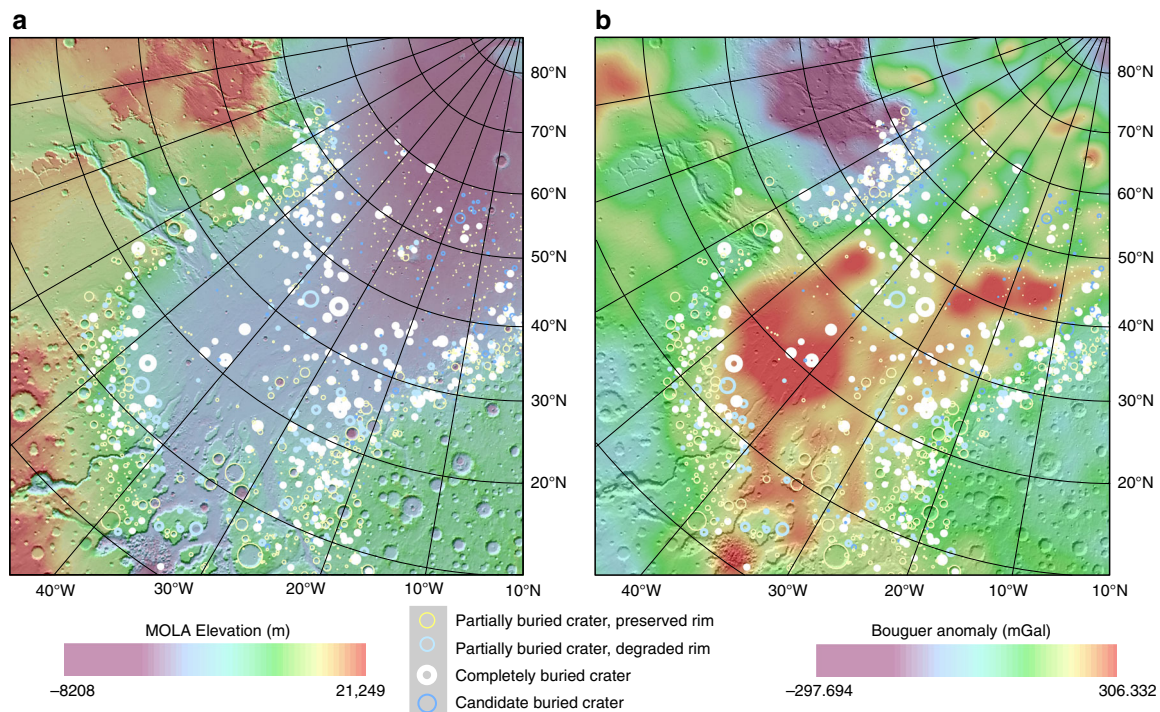 a
b
80°N
70°N
60°N
50°N
40°N
30°N
20°N
40°W
30°W
20°W
10°W
10°N
80°N
70°N
60°N
50°N
40°N
30°N
20°N
40°W
30°W
20°W
10°W
10°N
MOLA Elevation (m)
–8208
21,249
Partially buried crater, preserved rim
Partially buried crater, degraded rim
Completely buried crater
Candidate buried crater
Bouguer anomaly (mGal)
–297.694
306.332